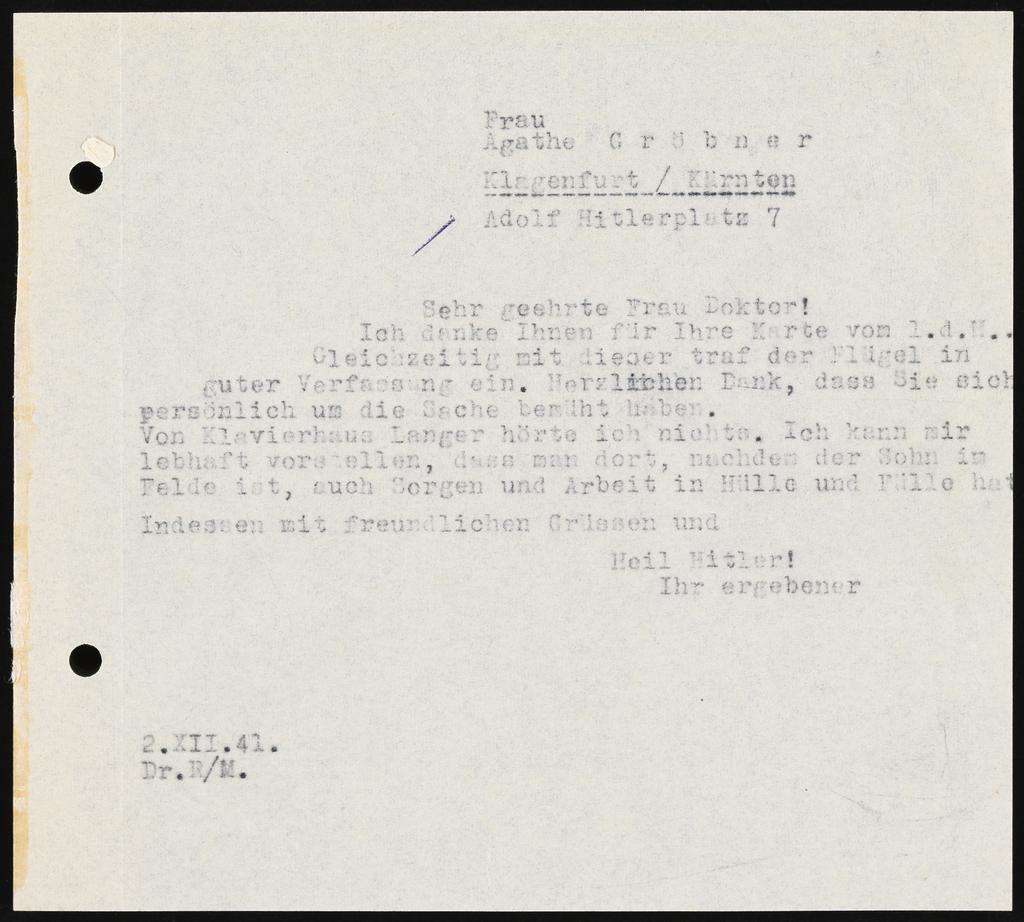 Frau
Agathe G r ö b n e r
Klagenfurt / Kärnten
Adolf Hitlerplatz 7
Sehr geehrte Frau Doktor!
Ich danke Ihnen für Ihre Karte vom 1.d.M..
Gleichzeitig mit dieser traf der Flügel in
guter Verfassung ein. Herzlichen Dank, dass Sie sich
persönlich um die Sache bemüht haben.
Von Klavierhaus Langer hörte ich nichts. Ich kann mir
lebhaft vorstellen, dass man dort, nachdem der Sohn im
Felde ist, auch Sorgen und Arbeit in Hülle und Fülle hat
Indessen mit freundlichen Grüssen und
Heil Hitler!
Ihr ergebener
2.XII.41.
Dr.R/M.